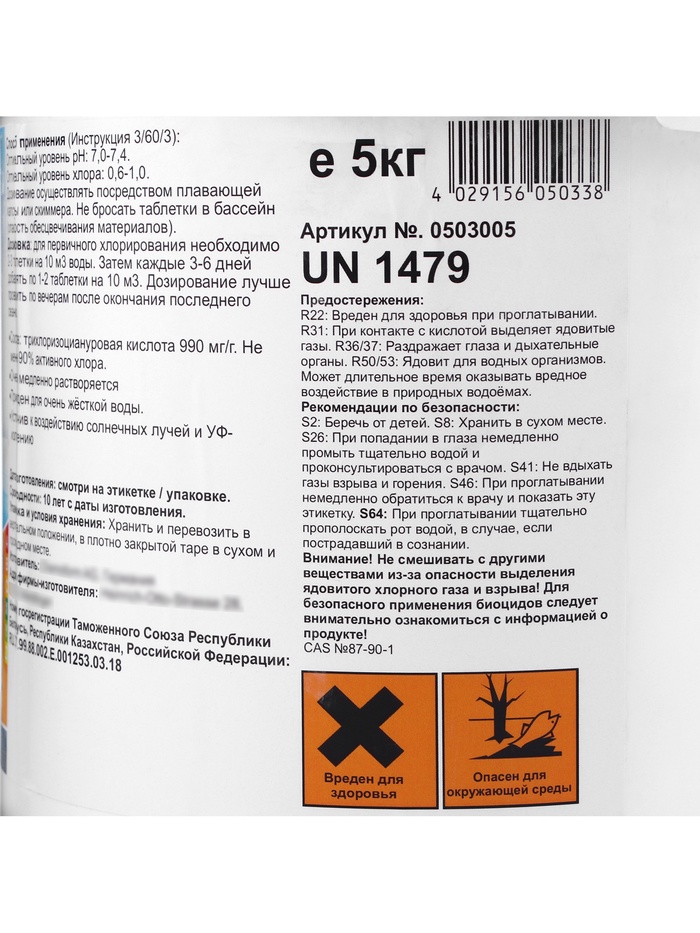 применения (Инструкция 3/60/3):
уровень pH: 7,0-7,4.
уровень хлора: 0,6-1,0.
осуществлять посредством плавающей
или скиммера. Не бросать таблетки в бассейн
обесцвечивания материалов).
для первичного хлорирования необходимо
на 10 м3 воды. Затем каждые 3-6 дней
по 1-2 таблетки на 10 м3. Дозирование лучше
по вечерам после окончания последнего
трихлоризоциануровая кислота 990 мг/г. Не
90% активного хлора.
медленно растворяется
для очень жёсткой воды.
к воздействию солнечных лучей и УФ-
смотри на этикетке / упаковке.
10 лет с даты изготовления.
и условия хранения: Хранить и перевозить в
положении, в плотно закрытой таре в сухом и
месте.
фирмы-изготовителя:
госрегистрации Таможенного Союза Республики
Республики Казахстан, Российской Федерации:
.99.88.002.E.001253.03.18
e 5кг
4 029156 050338
Артикул №. 0503005
UN 1479
Предостережения:
R22: Вреден для здоровья при проглатывании.
R31: При контакте с кислотой выделяет ядовитые
газы. R36/37: Раздражает глаза и дыхательные
органы. R50/53: Ядовит для водных организмов.
Может длительное время оказывать вредное
воздействие в природных водоёмах.
Рекомендации по безопасности:
S2: Беречь от детей. S8: Хранить в сухом месте.
S26: При попадании в глаза немедленно
промыть тщательно водой и
проконсультироваться с врачом. S41: Не вдыхать
газы взрыва и горения. S46: При проглатывании
немедленно обратиться к врачу и показать эту
этикетку. S64: При проглатывании тщательно
прополоскать рот водой, в случае, если
пострадавший в сознании.
Внимание! Не смешивать с другими
веществами из-за опасности выделения
ядовитого хлорного газа и взрыва! Для
безопасного применения биоцидов следует
внимательно ознакомиться с информацией о
продукте!
CAS №87-90-1
Вреден для
здоровья
Опасен для
окружающей среды